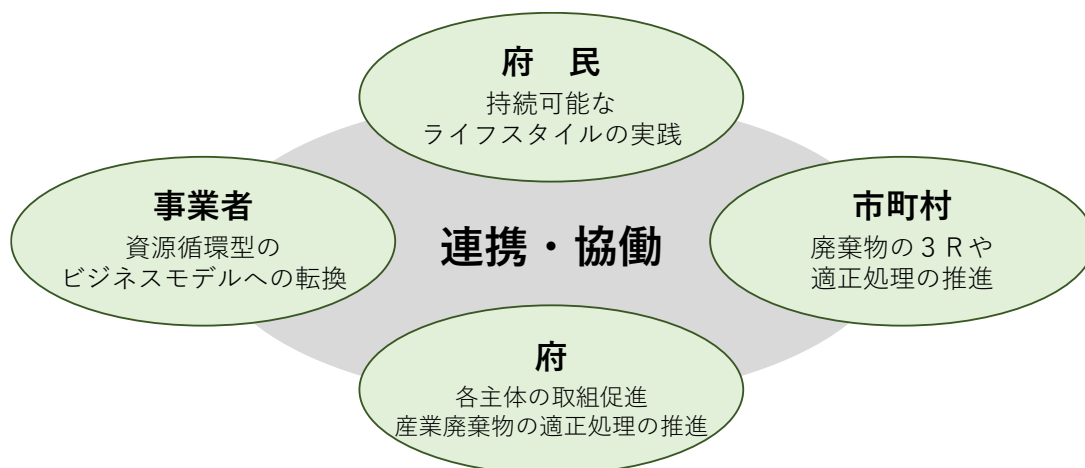 府　民
持続可能な
ライフスタイルの実践
事業者
資源循環型の
ビジネスモデルへの転換
連携・協働
市町村
廃棄物の３Ｒや
適正処理の推進
府
各主体の取組促進
産業廃棄物の適正処理の推進